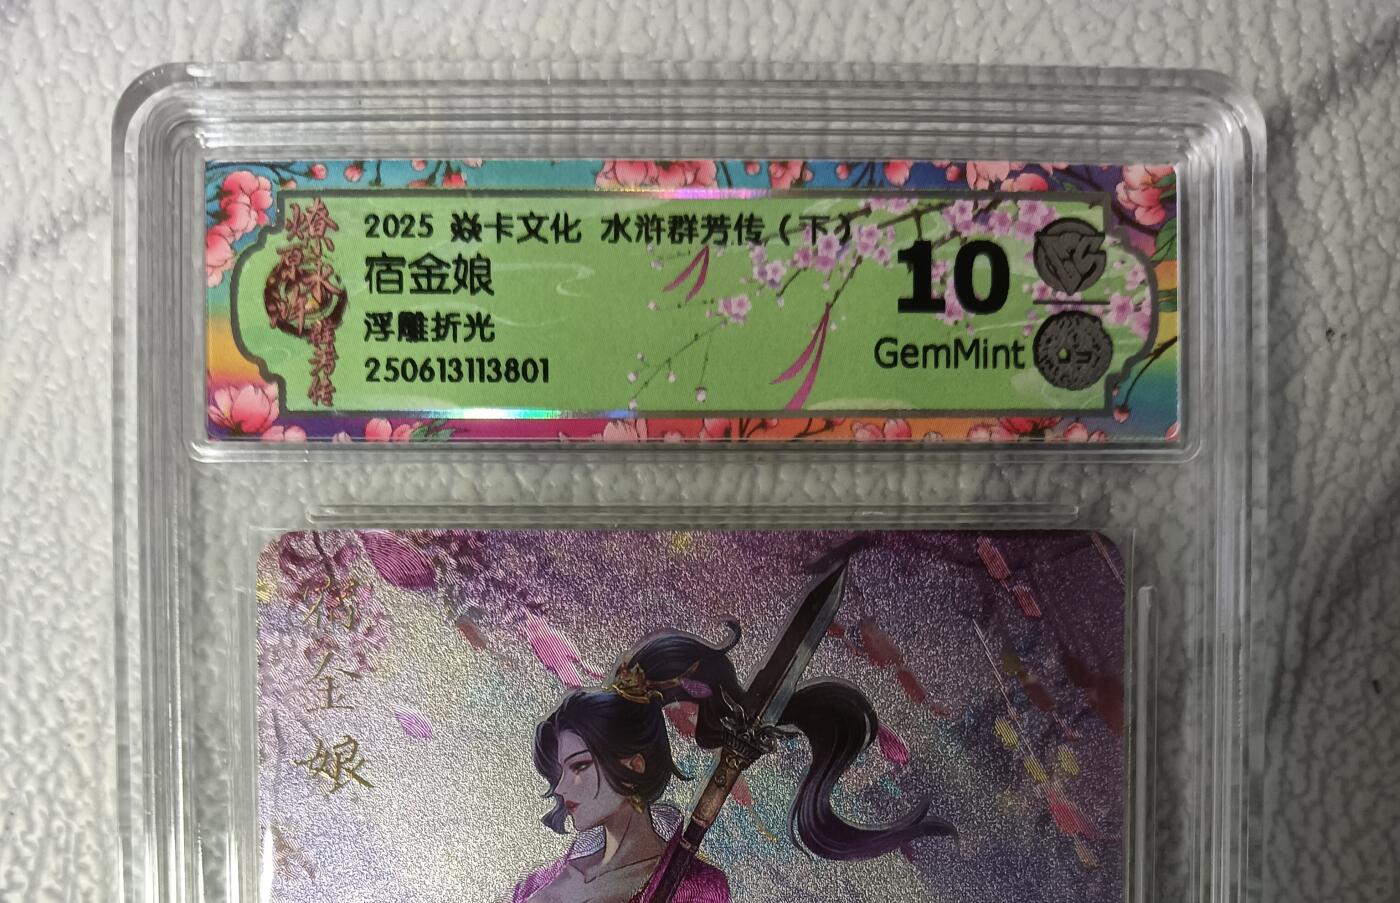 2025 焱卡文化 水浒群芳传（下）
宿金娘
浮雕折光
250613113801
10
GemMint
宿金娘